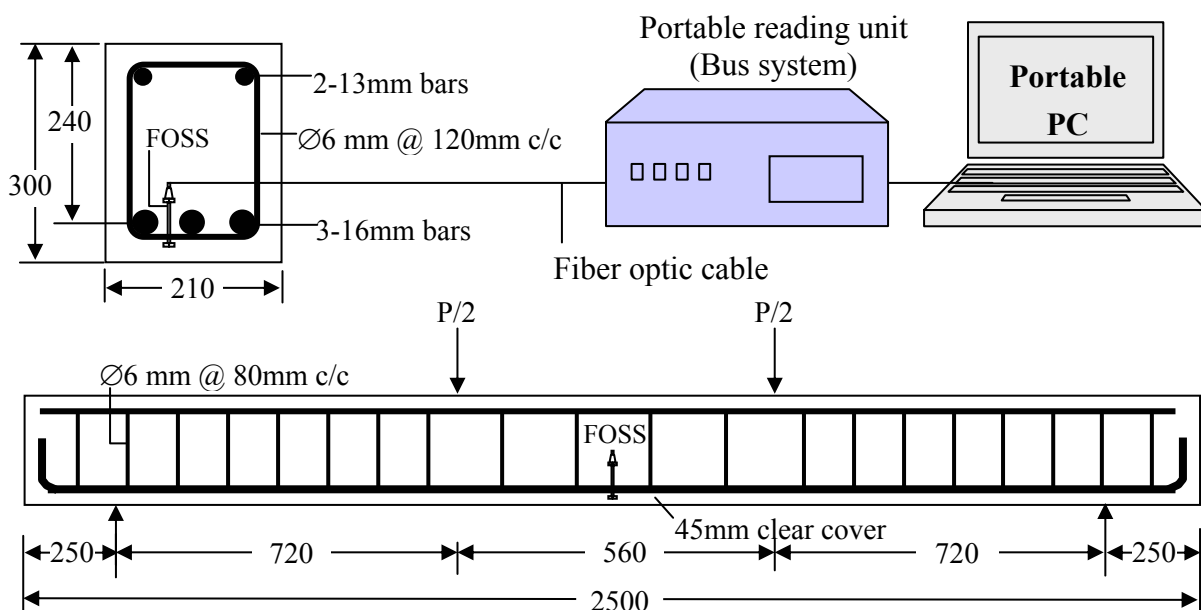 Portable reading unit
(Bus system)
Portable
PC
2-13mm bars
240
FOSS
∅6 mm @ 120mm c/c
300
3-16mm bars
Fiber optic cable
210
P/2
P/2
∅6 mm @ 80mm c/c
FOSS
45mm clear cover
250
720
560
720
250
2500